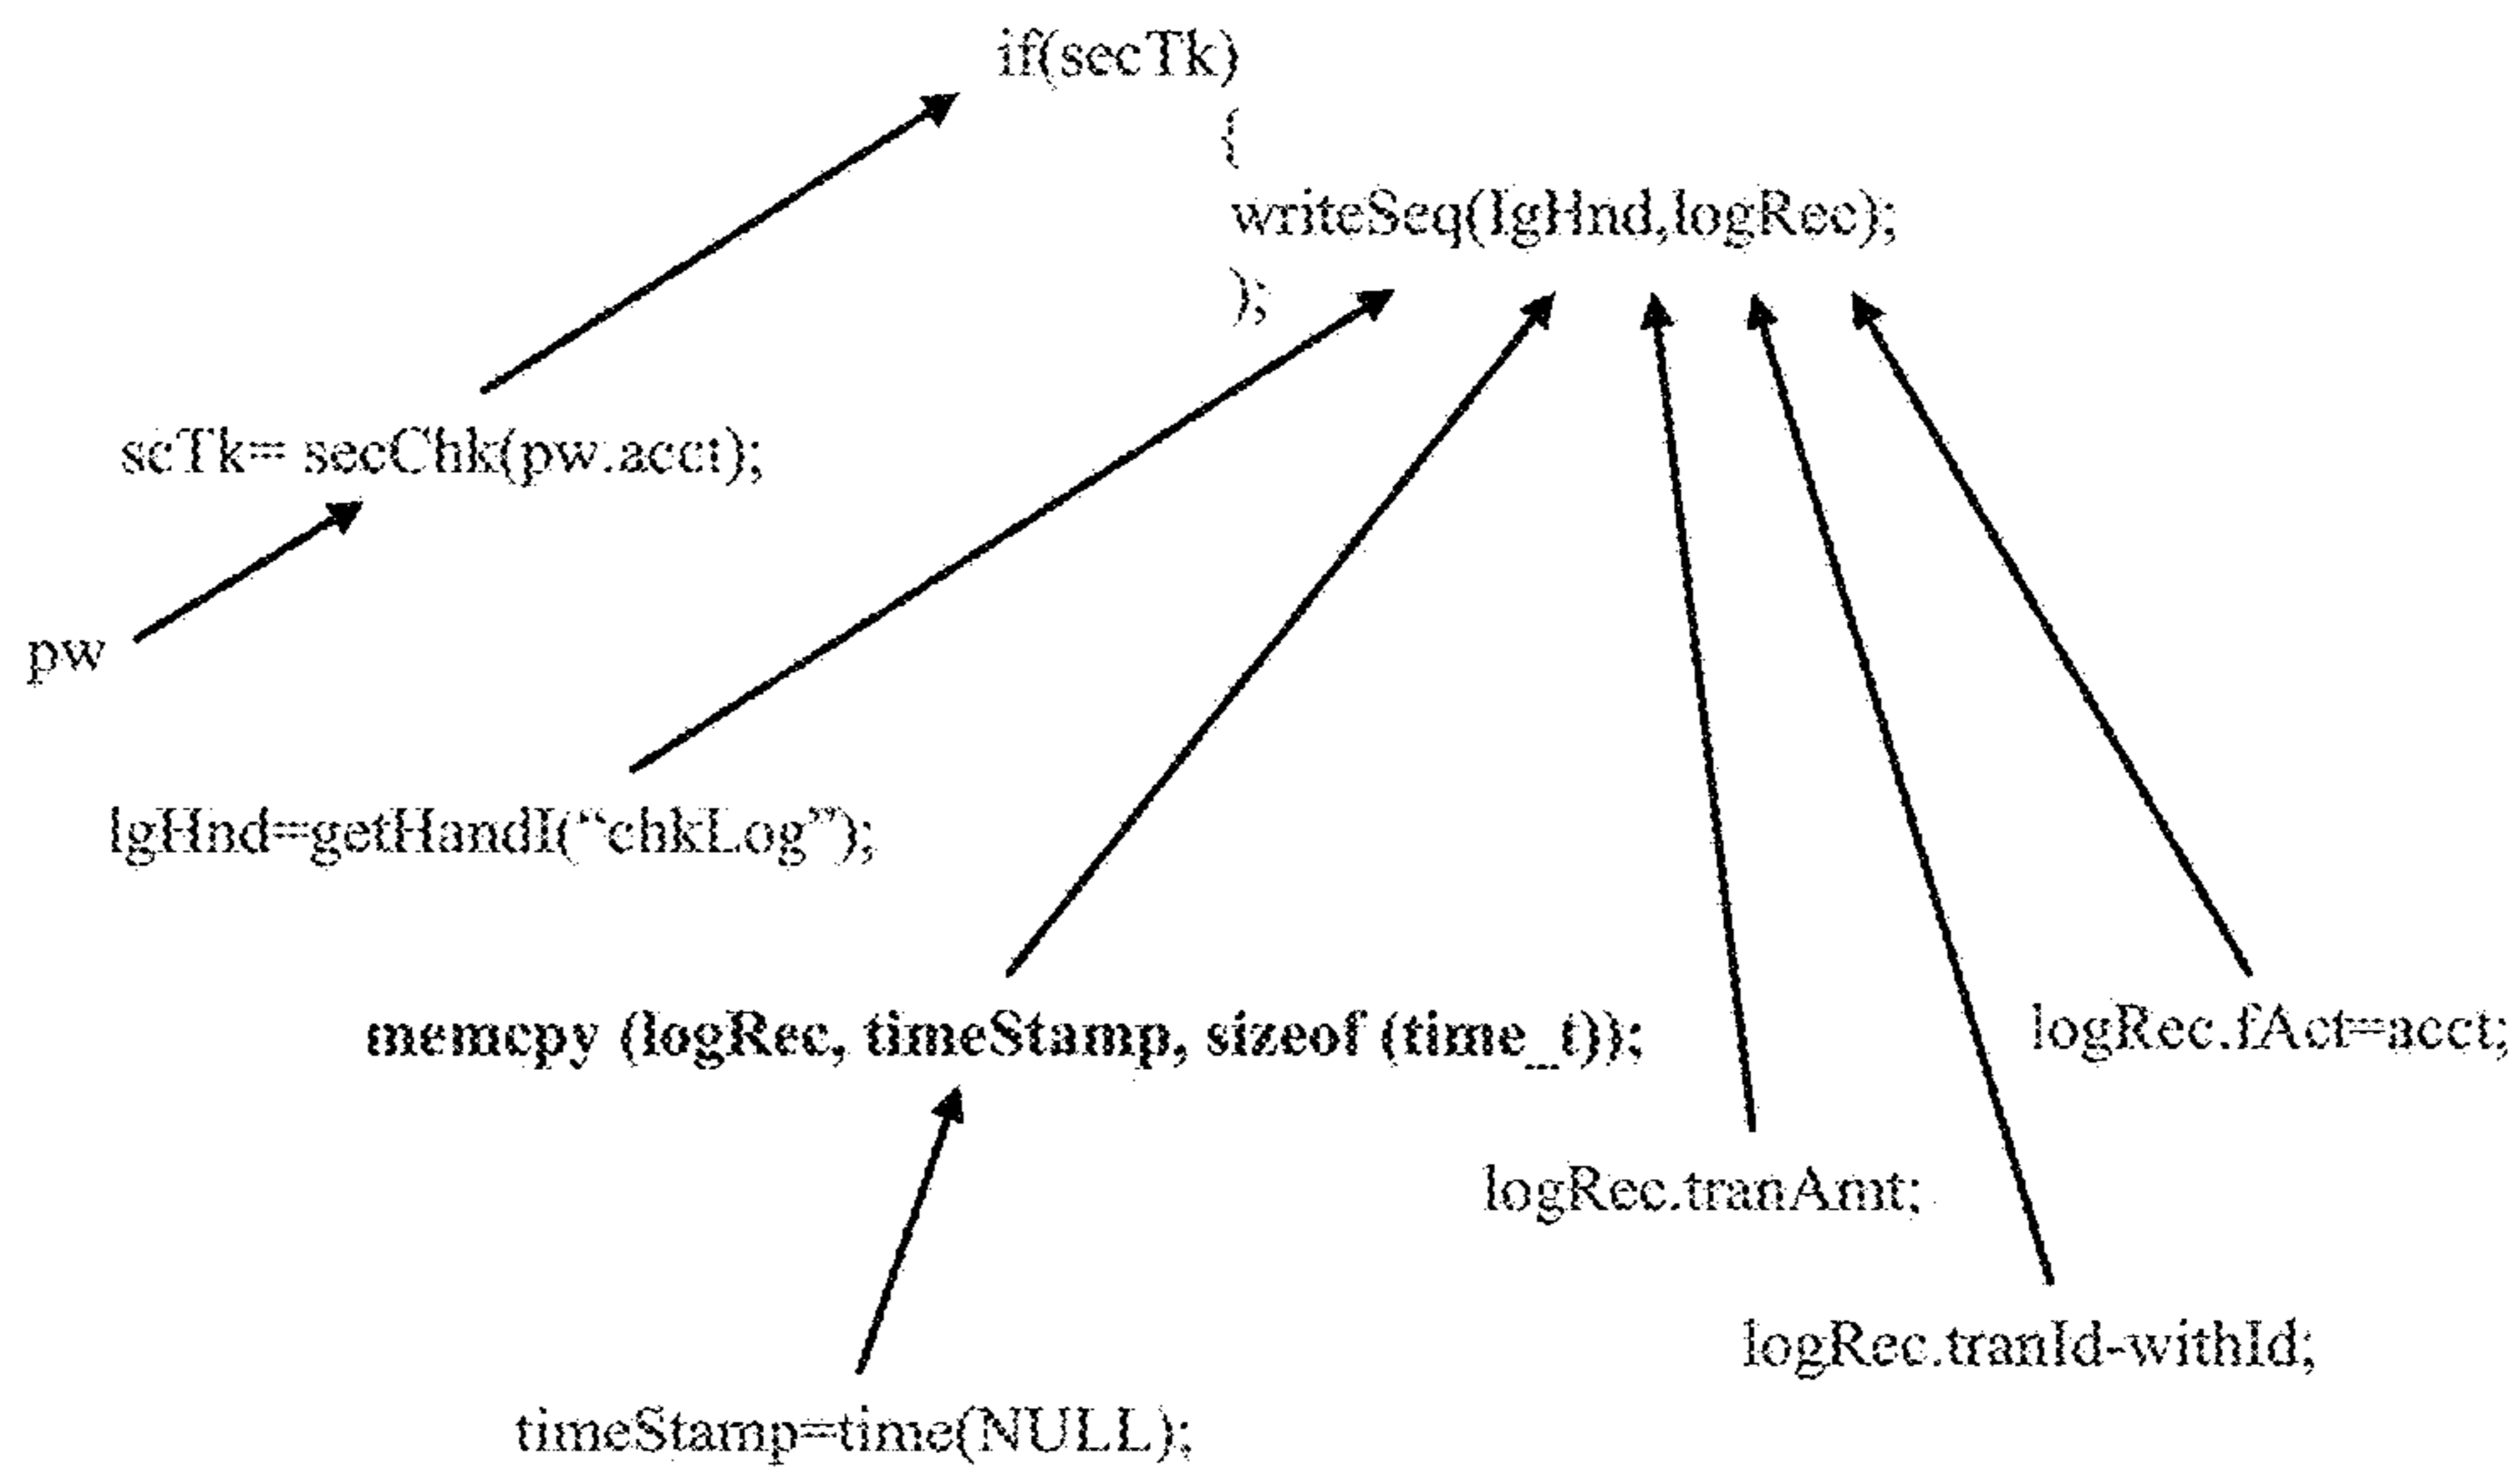 if(secTk)
{
writeSeq(lgHnd,logRec);
);
scTk= secChk(pw.acct);
pw
lgHnd=getHandI(“chkLog”);
memcpy (logRec, timeStamp, sizeof (time_t));
logRec.fAct=acct;
logRec.tranAmt;
logRec.tranId-withId;
timeStamp=time(NULL);